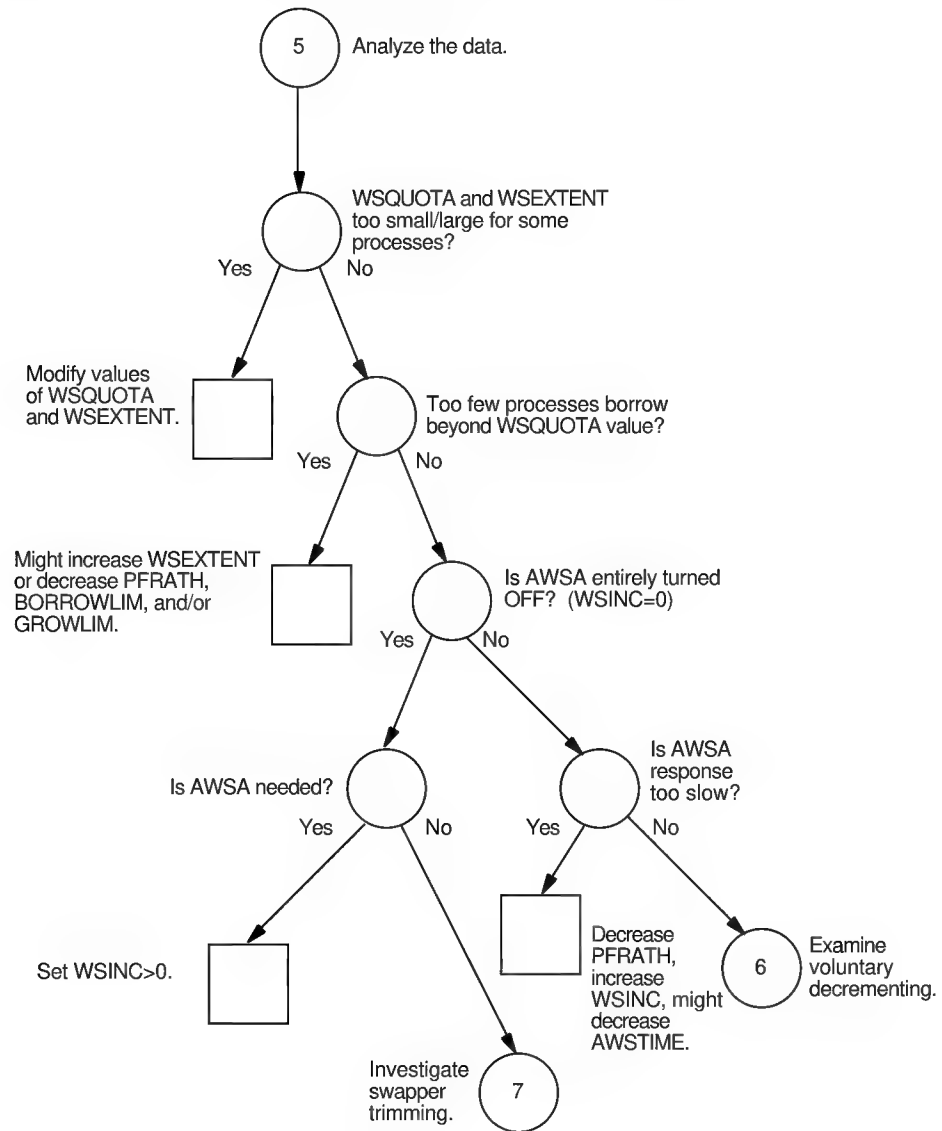 5
Analyze the data.
WSQUOTA and WSEXTENT
too small/large for some
processes?
Yes
No
Modify values
of WSQUOTA
and WSEXTENT.
Too few processes borrow
beyond WSQUOTA value?
Yes
No
Might increase WSEXTENT
or decrease PFRATH,
BORROWLIM, and/or
GROWLIM.
Is AWSA entirely turned
OFF? (WSINC=0)
Yes
No
Is AWSA needed?
Yes
No
Is AWSA
response
too slow?
Yes
No
Set WSINC>0.
Decrease
PFRATH,
increase
WSINC, might
decrease
AWSTIME.
6
Examine
voluntary
decrementing.
Investigate
swapper
trimming.
7